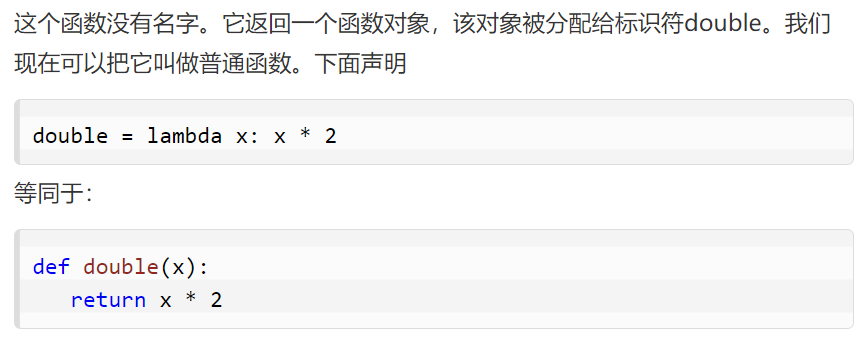 这个函数没有名字。它返回一个函数对象，该对象被分配给标识符double。我们
现在可以把它叫做普通函数。下面声明
double = lambda x: x * 2
等同于：
def double(x):
   return x * 2